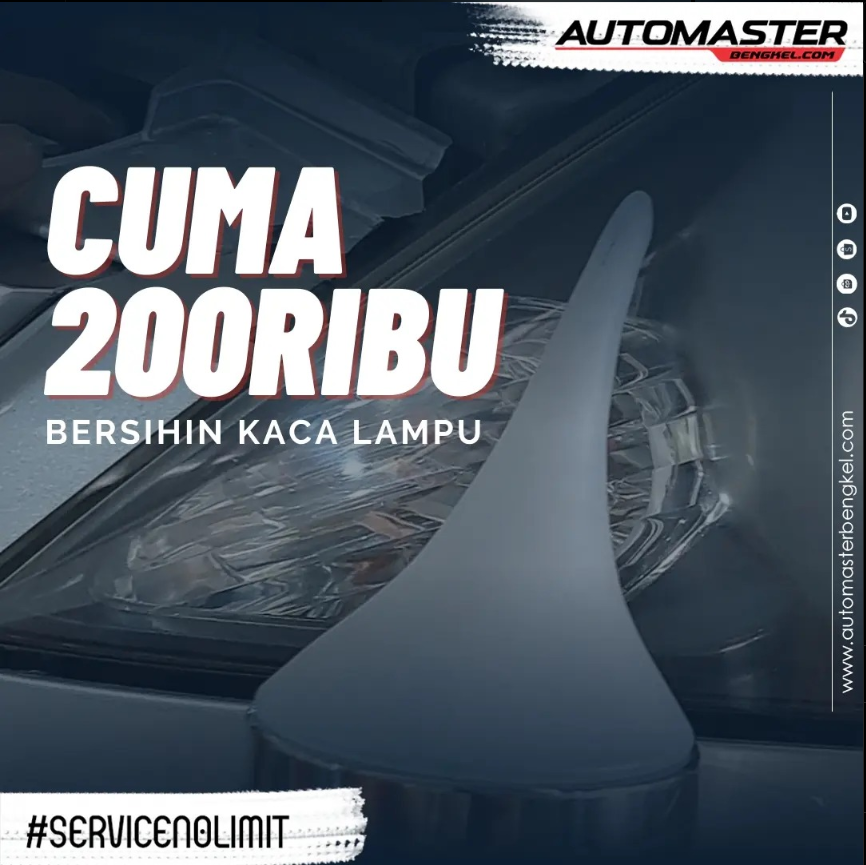 AUTOMASTER
BENGKEL.COM
CUMA
200RIBU
BERSIHIN KACA LAMPU
www.automasterbengkel.com
#SERVICENOLIMIT